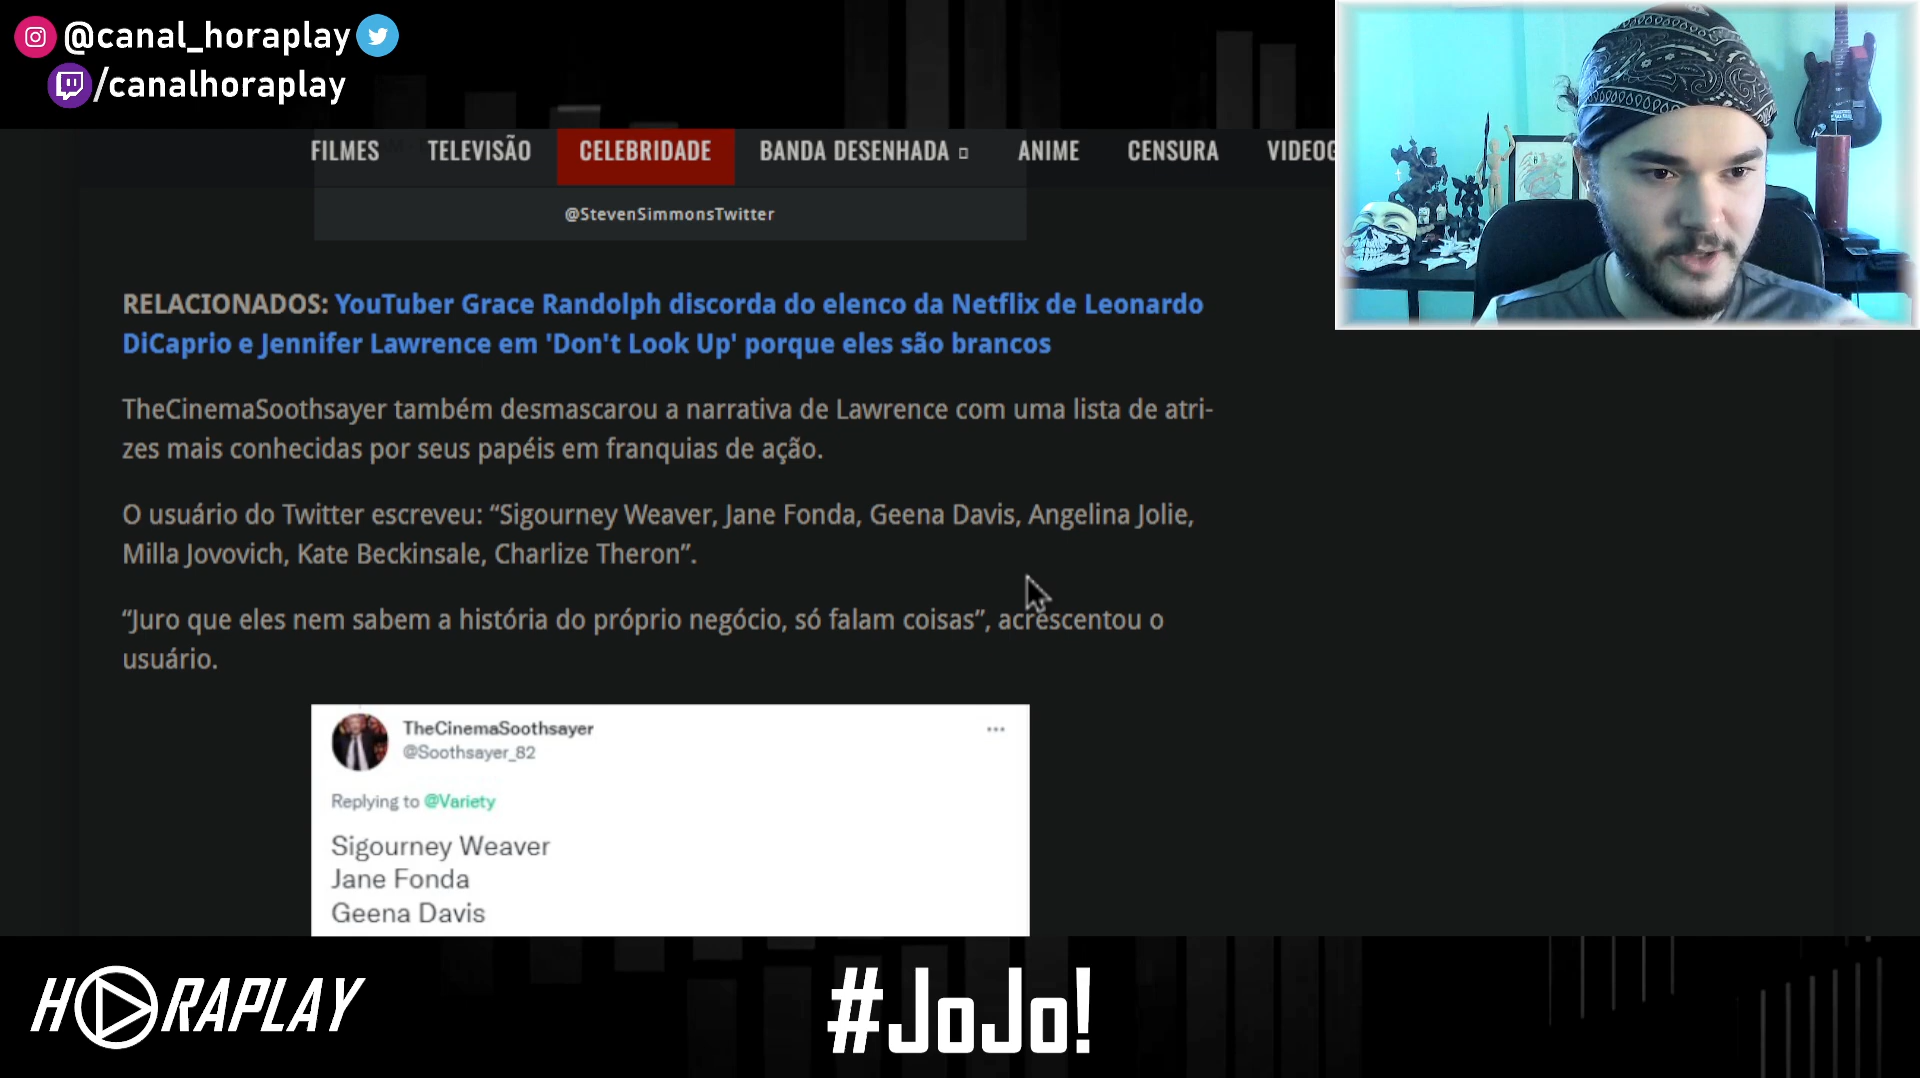 @canal_horaplay
/canalhoraplay
FILMES TELEVISÃO CELEBRIDADE BANDA DESENHADA ANIME CENSURA VIDEOG
@StevenSimmonsTwitter
RELACIONADOS: YouTuber Grace Randolph discorda do elenco da Netflix de Leonardo
DiCaprio e Jennifer Lawrence em 'Don't Look Up' porque eles são brancos
TheCinemaSoothsayer também desmascarou a narrativa de Lawrence com uma lista de atri-
zes mais conhecidas por seus papéis em franquias de ação.
O usuário do Twitter escreveu: “Sigourney Weaver, Jane Fonda, Geena Davis, Angelina Jolie,
Milla Jovovich, Kate Beckinsale, Charlize Theron”.
“Juro que eles nem sabem a história do próprio negócio, só falam coisas”, acrescentou o
usuário.
TheCinemaSoothsayer
@Soothsayer_82
Replying to @Variety
Sigourney Weaver
Jane Fonda
Geena Davis
HORAPLAY
#JoJo!